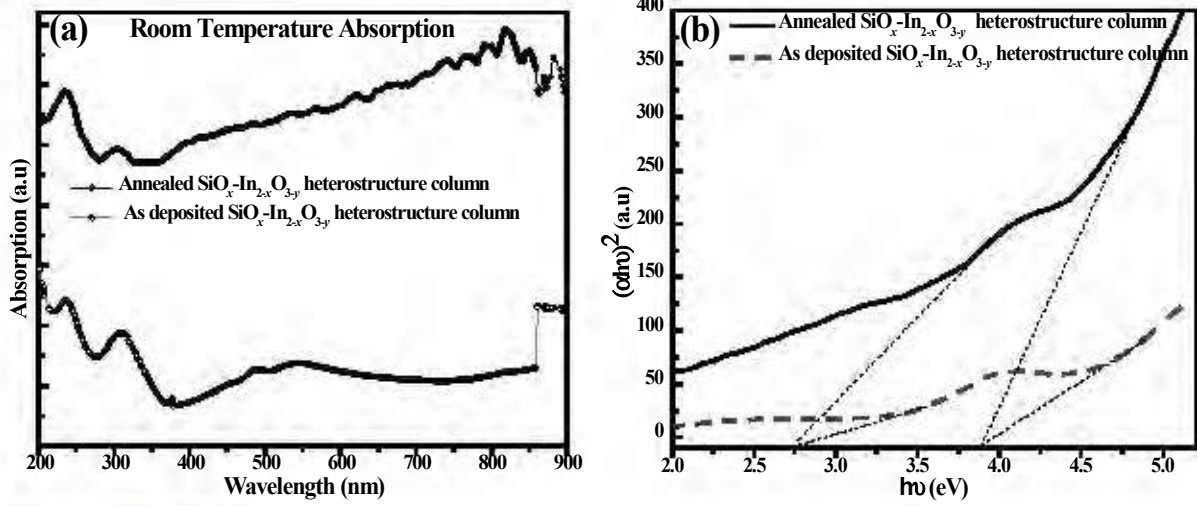 (a) Room Temperature Absorption
Annealed SiOₓ-In₂₋ₓO₃₋ᵧ heterostructure column
As deposited SiOₓ-In₂₋ₓO₃₋ᵧ heterostructure column
Absorption (a.u)
200 300 400 500 600 700 800 900
Wavelength (nm)
(b)
Annealed SiOₓ-In₂₋ₓO₃₋ᵧ heterostructure column
As deposited SiOₓ-In₂₋ₓO₃₋ᵧ heterostructure column
400
350
300
250
200
150
100
50
0
(αhυ)² (a.u)
2.0 2.5 3.0 3.5 4.0 4.5 5.0
hυ (eV)